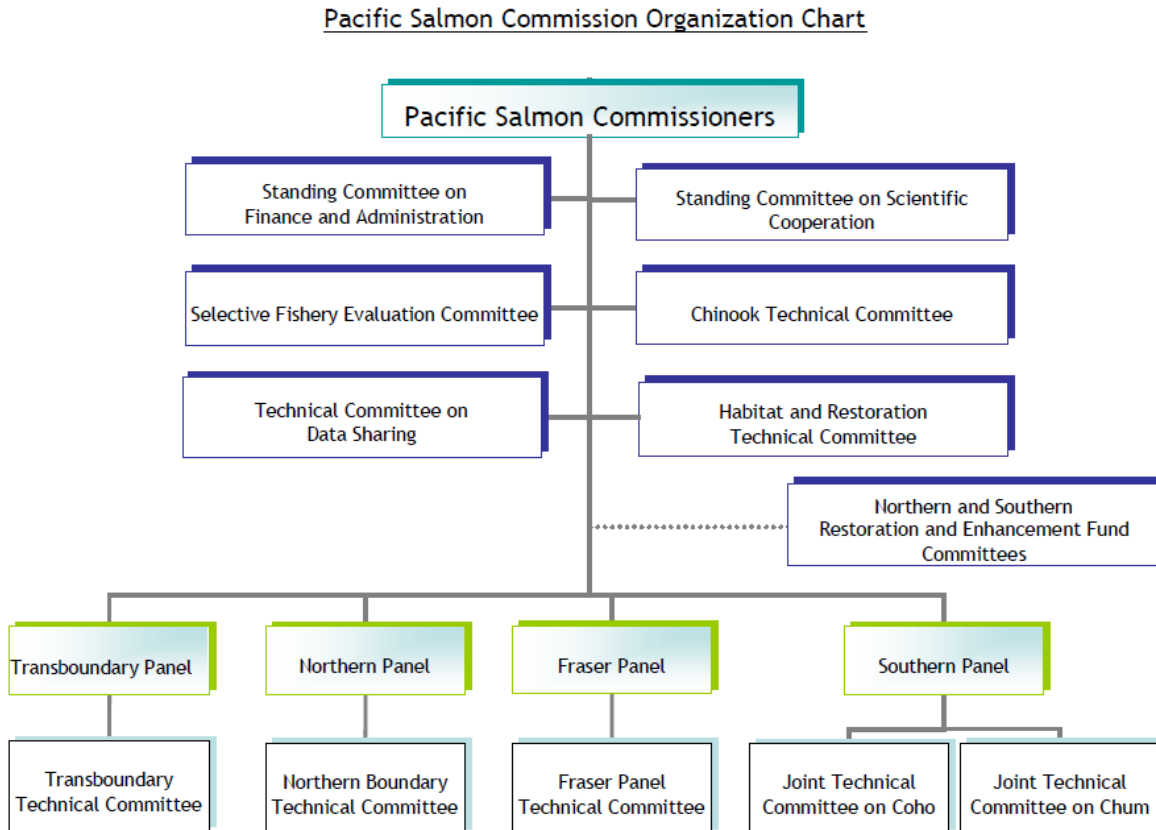 Pacific Salmon Commission Organization Chart
Pacific Salmon Commissioners
Standing Committee on
Finance and Administration
Standing Committee on Scientific
Cooperation
Selective Fishery Evaluation Committee
Chinook Technical Committee
Technical Committee on
Data Sharing
Habitat and Restoration
Technical Committee
Northern and Southern
Restoration and Enhancement Fund
Committees
Transboundary Panel
Northern Panel
Fraser Panel
Southern Panel
Transboundary
Technical Committee
Northern Boundary
Technical Committee
Fraser Panel
Technical Committee
Joint Technical
Committee on Coho
Joint Technical
Committee on Chum